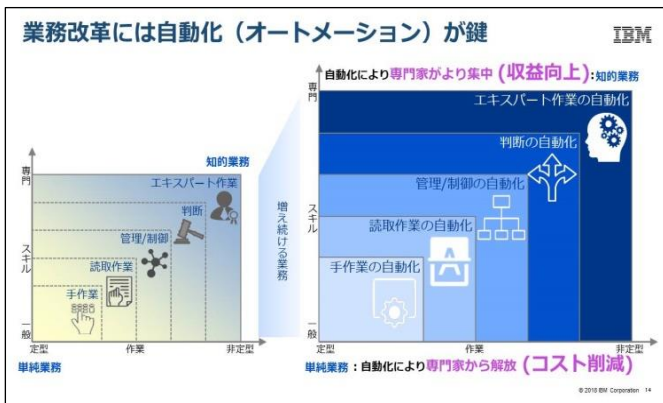 業務改革には自動化（オートメーション）が鍵
IBM
自動化により専門家がより集中 (収益向上) : 知的業務
専門
スキル
一般
知的業務
エキスパート作業
判断
管理/制御
読取作業
手作業
定型
作業
非定型
単純業務
増え続ける業務
専門
スキル
一般
エキスパート作業の自動化
判断の自動化
管理/制御の自動化
読取作業の自動化
手作業の自動化
定型
作業
非定型
単純業務 : 自動化により専門家から解放 (コスト削減)
© 2018 IBM Corporation 14